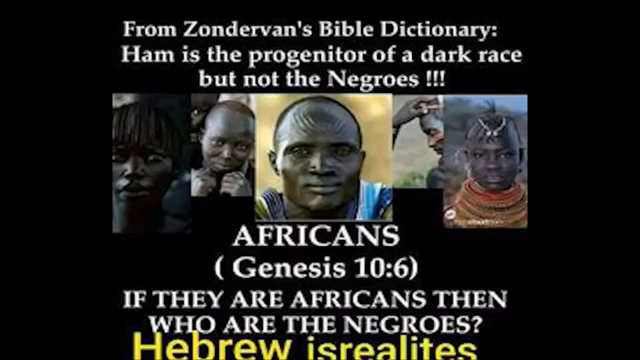 From Zondervan's Bible Dictionary:
Ham is the progenitor of a dark race
but not the Negroes !!!
AFRICANS
( Genesis 10:6)
IF THEY ARE AFRICANS THEN
WHO ARE THE NEGROES?
Hebrew isrealites